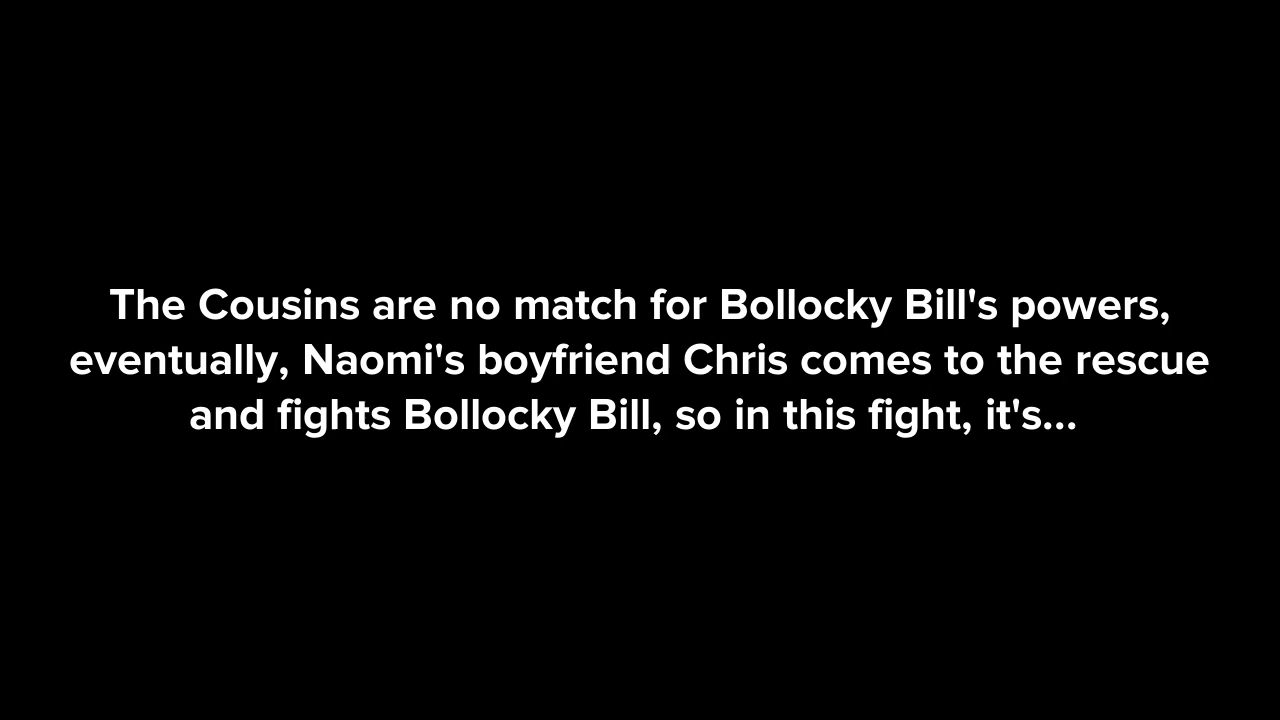 The Cousins are no match for Bollocky Bill's powers,
eventually, Naomi's boyfriend Chris comes to the rescue
and fights Bollocky Bill, so in this fight, it's...